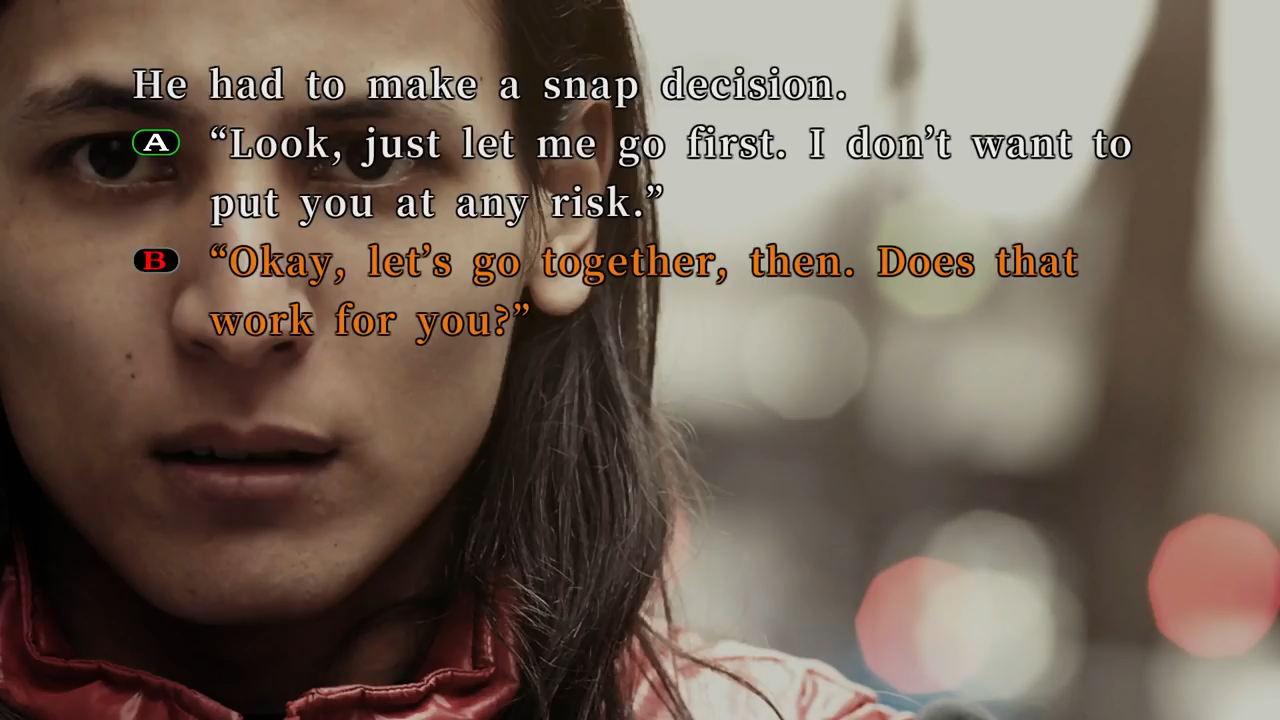 He had to make a snap decision.
A “Look, just let me go first. I don’t want to
put you at any risk.”
B “Okay, let’s go together, then. Does that
work for you?”